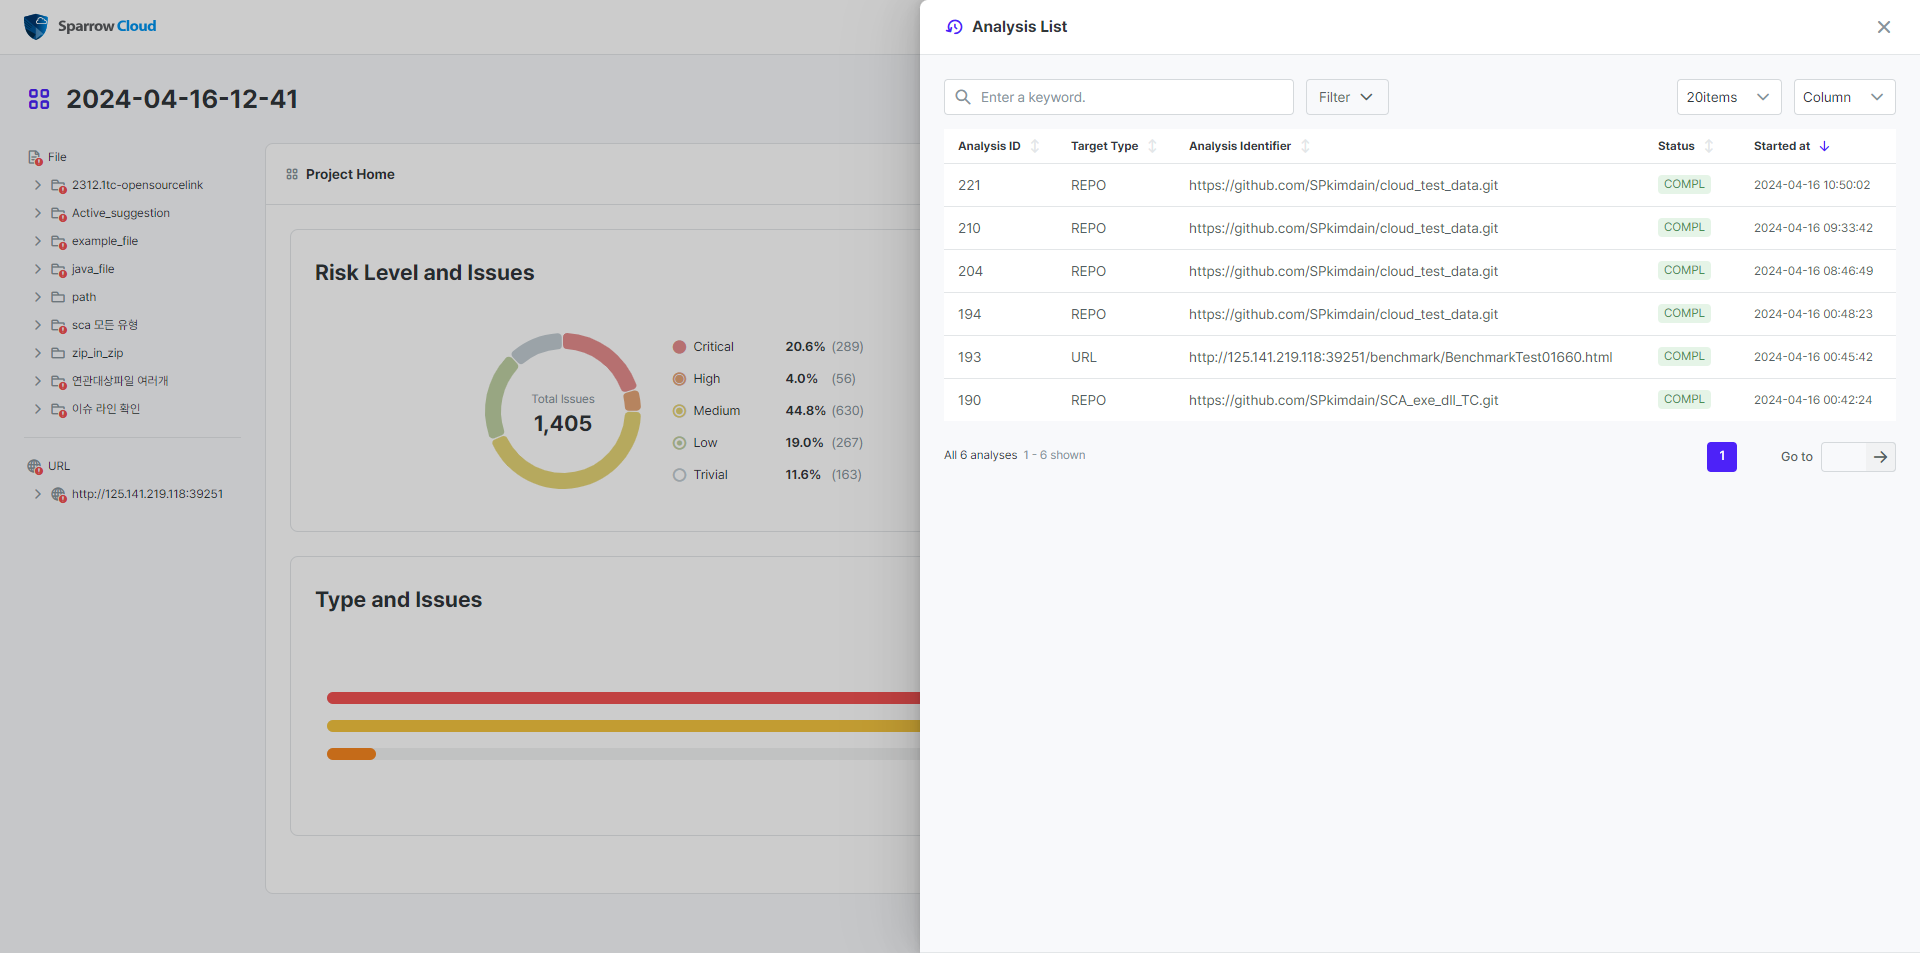 Sparrow Cloud
2024-04-16-12-41
File
2312.1tc-opensourcelink
Active_suggestion
example_file
java_file
path
sca 모든 유형
zip_in_zip
연관대상파일 여러개
이슈 라인 확인
URL
http://125.141.219.118:39251
Project Home
Risk Level and Issues
Total Issues
1,405
Critical 20.6% (289)
High 4.0% (56)
Medium 44.8% (630)
Low 19.0% (267)
Trivial 11.6% (163)
Type and Issues
Analysis List
Enter a keyword. Filter 20items Column
Analysis ID Target Type Analysis Identifier Status Started at
221 REPO https://github.com/SPkimdain/cloud_test_data.git COMPL 2024-04-16 10:50:02
210 REPO https://github.com/SPkimdain/cloud_test_data.git COMPL 2024-04-16 09:33:42
204 REPO https://github.com/SPkimdain/cloud_test_data.git COMPL 2024-04-16 08:46:49
194 REPO https://github.com/SPkimdain/cloud_test_data.git COMPL 2024-04-16 00:48:23
193 URL http://125.141.219.118:39251/benchmark/BenchmarkTest01660.html COMPL 2024-04-16 00:45:42
190 REPO https://github.com/SPkimdain/SCA_exe_dll_TC.git COMPL 2024-04-16 00:42:24
All 6 analyses 1 - 6 shown 1 Go to